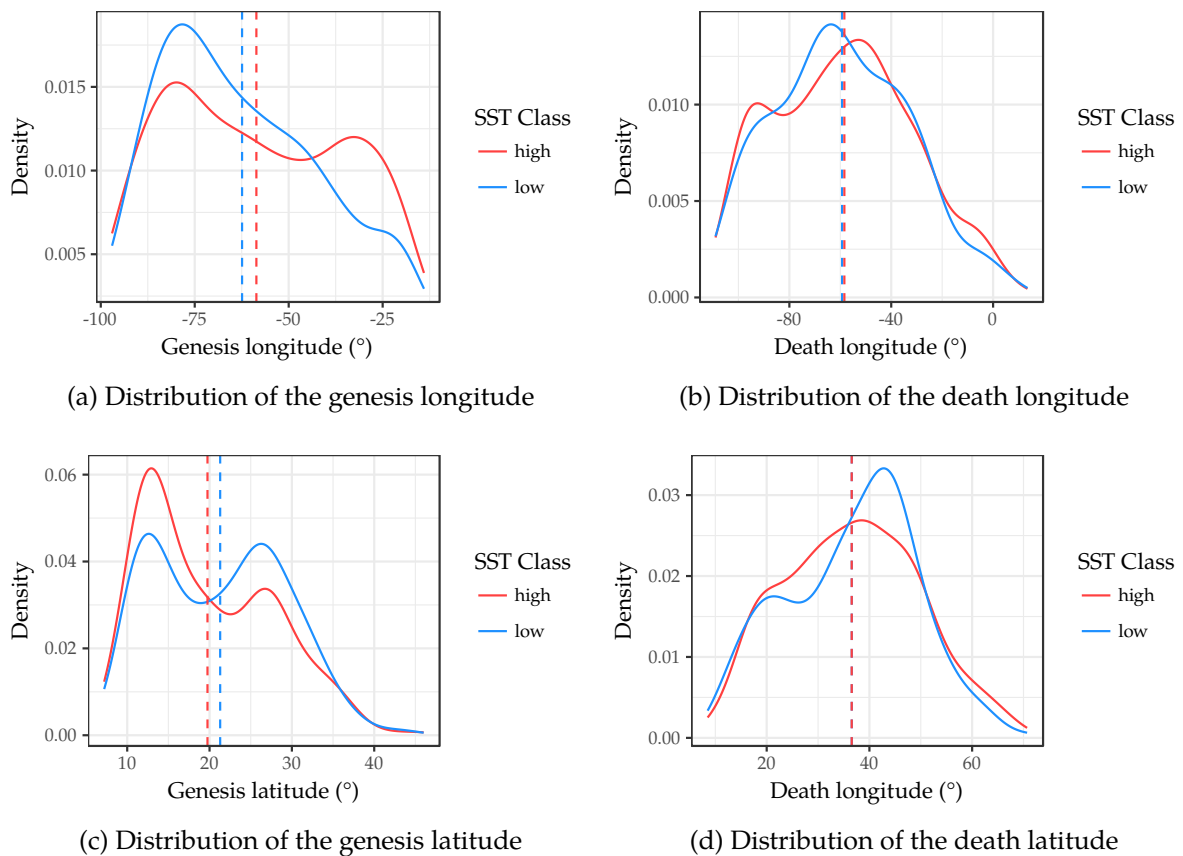 0.015
0.010
0.005
Density
-100 -75 -50 -25
Genesis longitude (°)
SST Class
high
low
(a) Distribution of the genesis longitude
0.010
0.005
0.000
Density
-80 -40 0
Death longitude (°)
SST Class
high
low
(b) Distribution of the death longitude
0.06
0.04
0.02
0.00
Density
10 20 30 40
Genesis latitude (°)
SST Class
high
low
(c) Distribution of the genesis latitude
0.03
0.02
0.01
0.00
Density
20 40 60
Death longitude (°)
SST Class
high
low
(d) Distribution of the death latitude